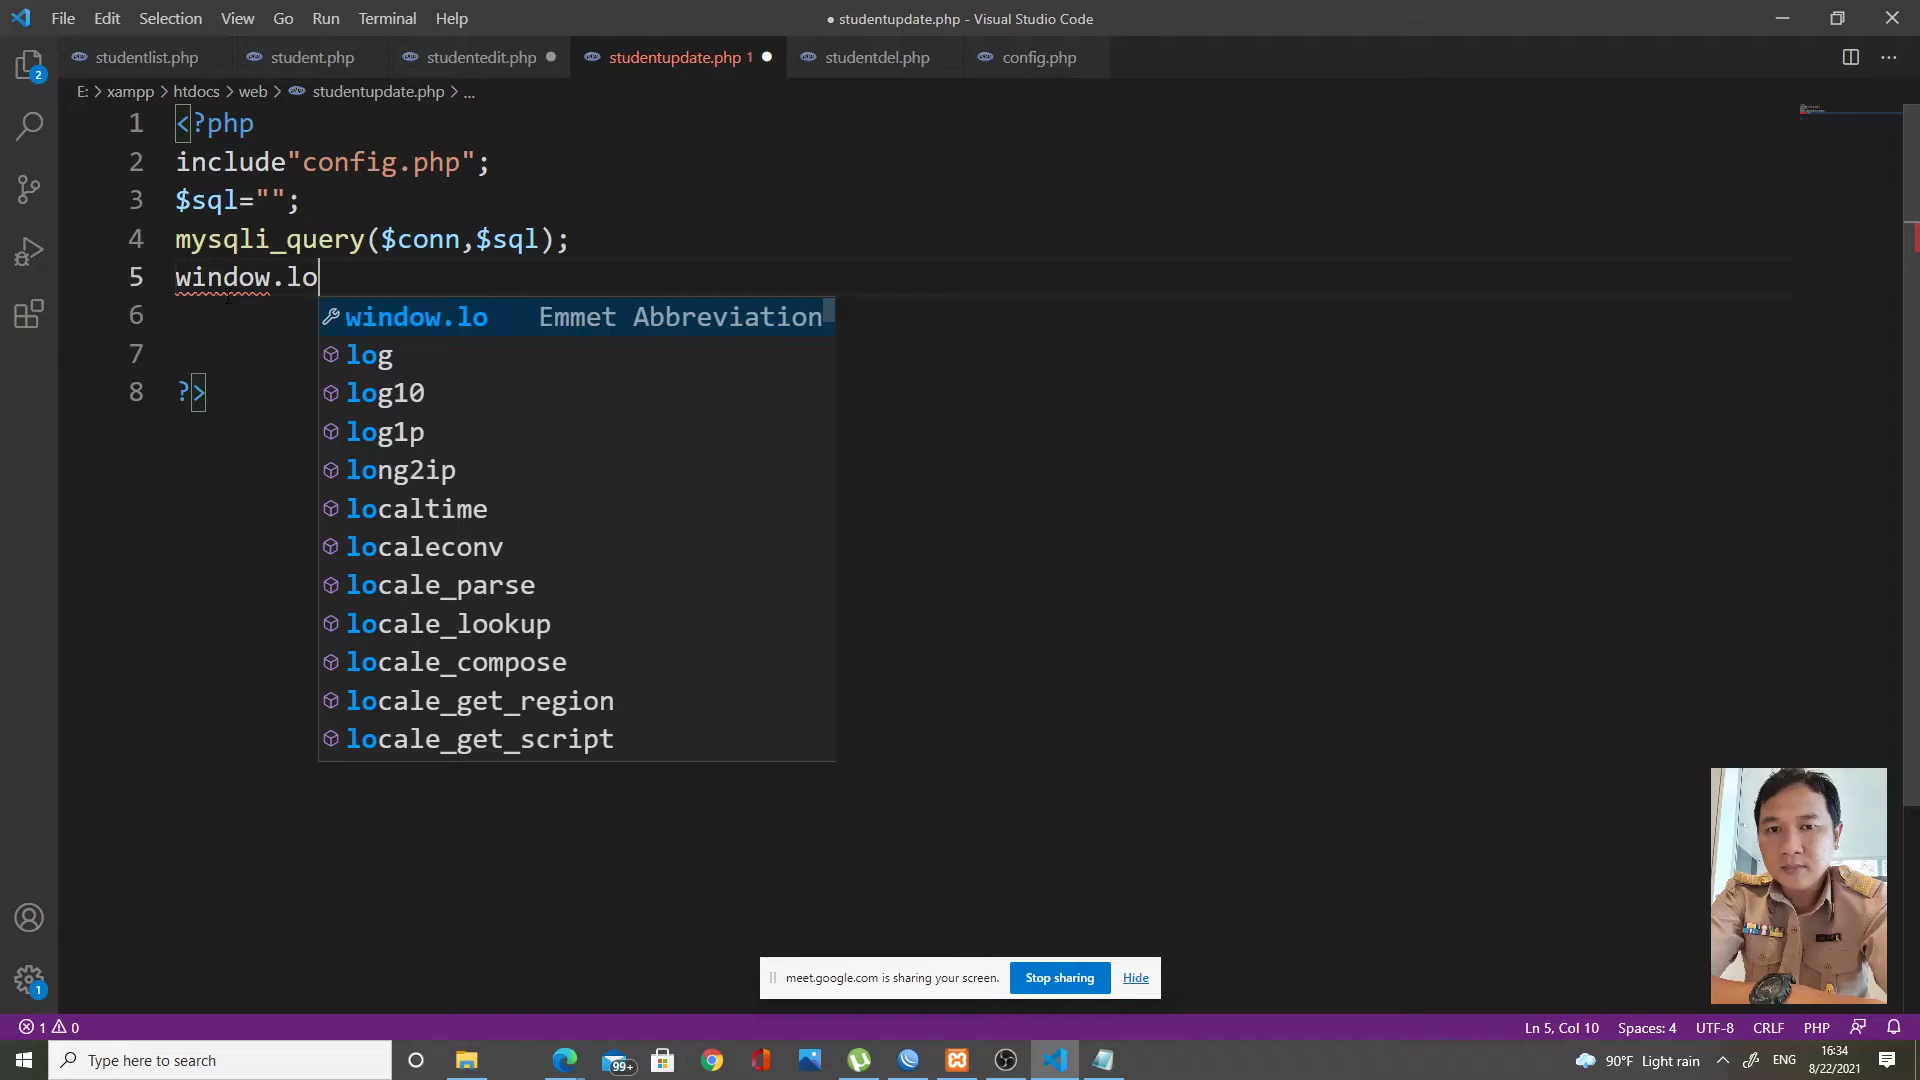 File Edit Selection View Go Run Terminal Help
● studentupdate.php - Visual Studio Code
studentlist.php student.php studentedit.php studentupdate.php 1 studentdel.php config.php
E: > xampp > htdocs > web > studentupdate.php > ...
1 <?php
2 include"config.php";
3 $sql="";
4 mysqli_query($conn,$sql);
5 window.lo
6
7
8 ?>
window.lo Emmet Abbreviation
log
log10
log1p
long2ip
localtime
localeconv
locale_parse
locale_lookup
locale_compose
locale_get_region
locale_get_script
2
1
meet.google.com is sharing your screen. Stop sharing Hide
1 0 Ln 5, Col 10 Spaces: 4 UTF-8 CRLF PHP
Type here to search
99+
90°F Light rain ENG
16:34
8/22/2021